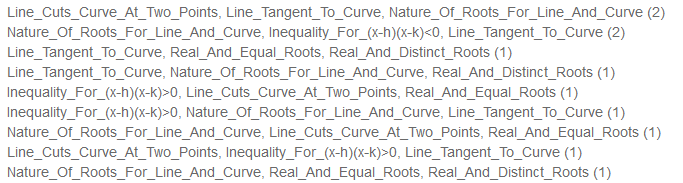 Line_Cuts_Curve_At_Two_Points, Line_Tangent_To_Curve, Nature_Of_Roots_For_Line_And_Curve (2)
Nature_Of_Roots_For_Line_And_Curve, Inequality_For_(x-h)(x-k)<0, Line_Tangent_To_Curve (2)
Line_Tangent_To_Curve, Real_And_Equal_Roots, Real_And_Distinct_Roots (1)
Line_Tangent_To_Curve, Nature_Of_Roots_For_Line_And_Curve, Real_And_Distinct_Roots (1)
Inequality_For_(x-h)(x-k)>0, Line_Cuts_Curve_At_Two_Points, Real_And_Equal_Roots (1)
Inequality_For_(x-h)(x-k)>0, Nature_Of_Roots_For_Line_And_Curve, Line_Tangent_To_Curve (1)
Nature_Of_Roots_For_Line_And_Curve, Line_Cuts_Curve_At_Two_Points, Real_And_Equal_Roots (1)
Line_Cuts_Curve_At_Two_Points, Inequality_For_(x-h)(x-k)>0, Line_Tangent_To_Curve (1)
Nature_Of_Roots_For_Line_And_Curve, Real_And_Equal_Roots, Real_And_Distinct_Roots (1)